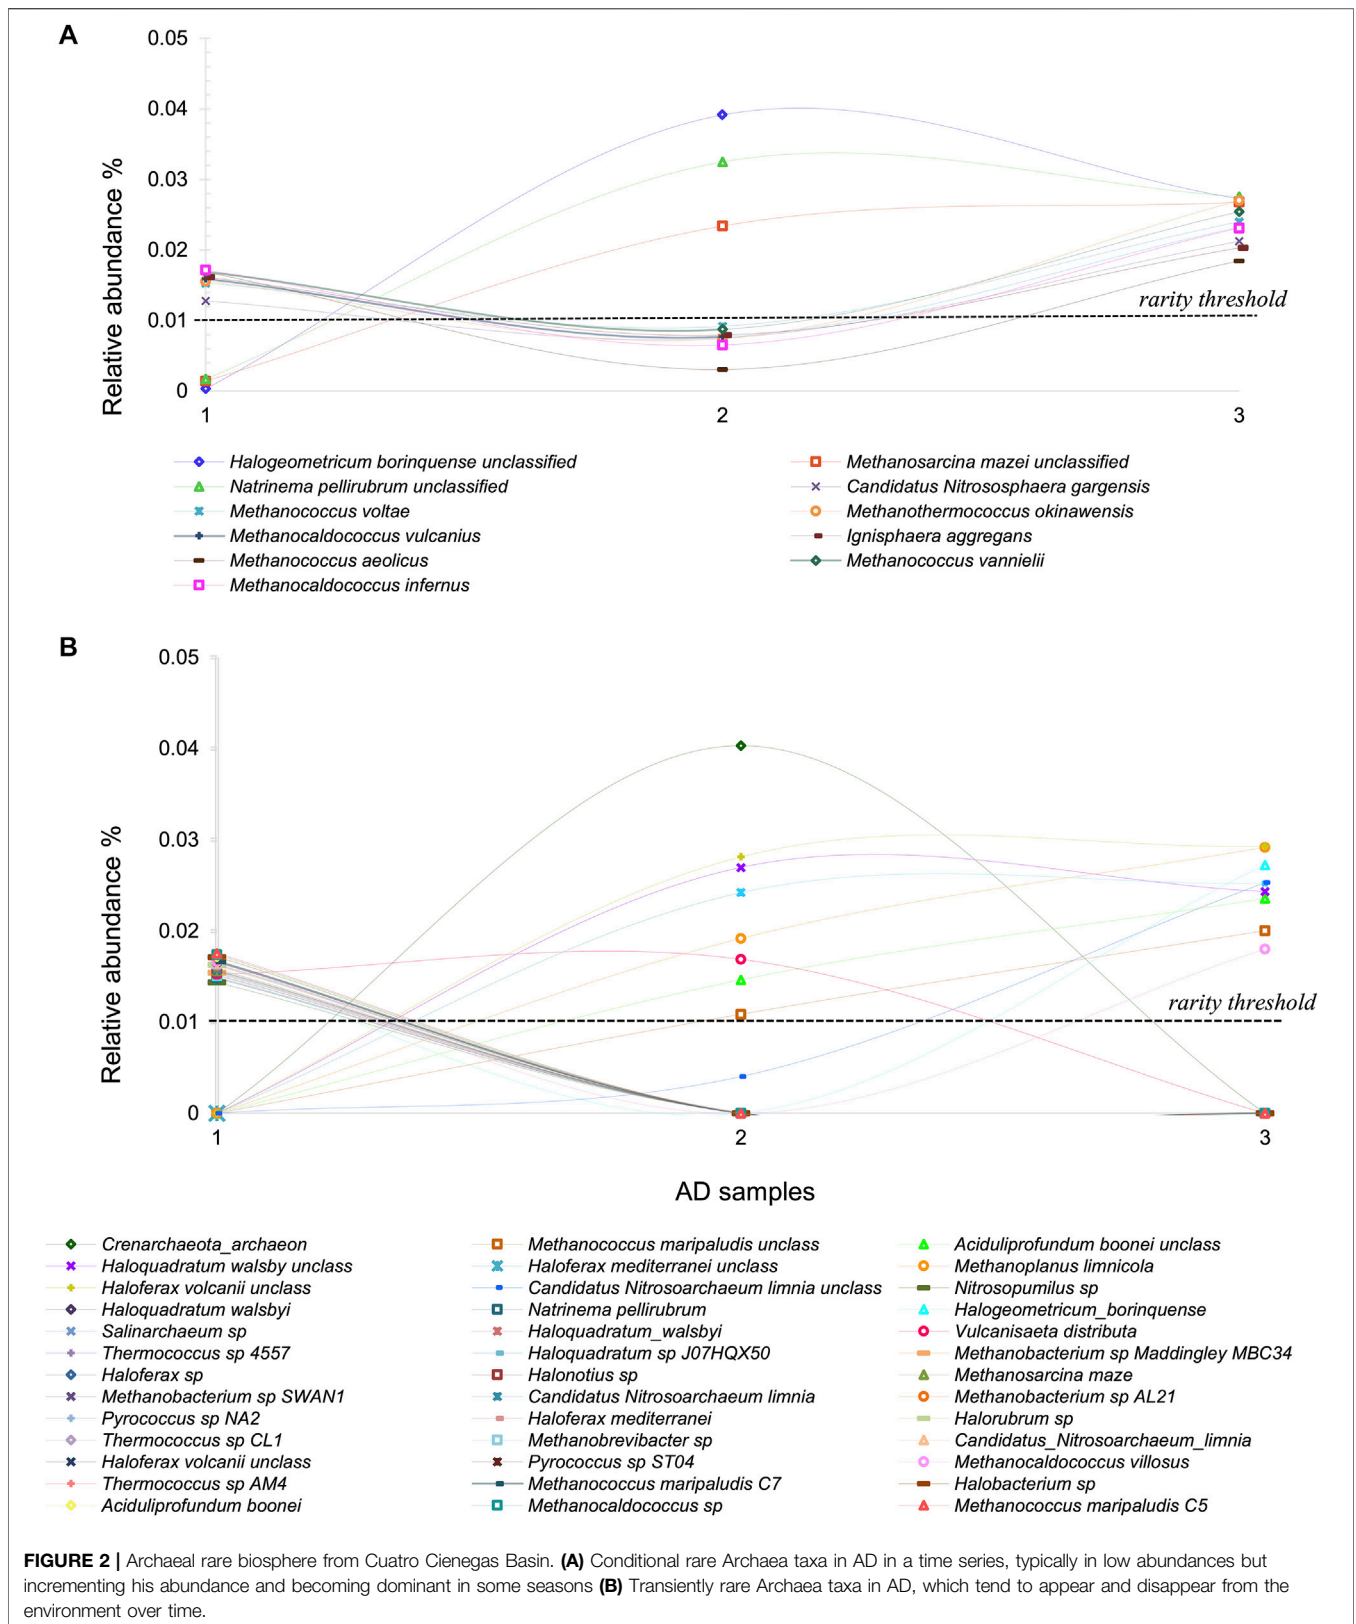 A
0.05
0.04
0.03
0.02
0.01
0
Relative abundance %
rarity threshold
1 2 3
Halogeometricum borinquense unclassified
Methanosarcina mazei unclassified
Natrinema pellirubrum unclassified
Candidatus Nitrososphaera gargensis
Methanococcus voltae
Methanothermococcus okinawensis
Methanocaldococcus vulcanius
Ignisphaera aggregans
Methanococcus aeolicus
Methanococcus vannielii
Methanocaldococcus infernus
B
0.05
0.04
0.03
0.02
0.01
0
Relative abundance %
rarity threshold
1 2 3
AD samples
Crenarchaeota_archaeon
Methanococcus maripaludis unclass
Aciduliprofundum boonei unclass
Haloquadratum walsby unclass
Haloferax mediterranei unclass
Methanoplanus limnicola
Haloferax volcanii unclass
Candidatus Nitrosoarchaeum limnia unclass
Nitrosopumilus sp
Haloquadratum walsbyi
Natrinema pellirubrum
Halogeometricum_borinquense
Salinarchaeum sp
Haloquadratum_walsbyi
Vulcanisaeta distributa
Thermococcus sp 4557
Haloquadratum sp J07HQX50
Methanobacterium sp Maddingley MBC34
Haloferax sp
Halonotius sp
Methanosarcina maze
Methanobacterium sp SWAN1
Candidatus Nitrosoarchaeum limnia
Methanobacterium sp AL21
Pyrococcus sp NA2
Haloferax mediterranei
Halorubrum sp
Thermococcus sp CL1
Methanobrevibacter sp
Candidatus_Nitrosoarchaeum_limnia
Haloferax volcanii unclass
Pyrococcus sp ST04
Methanocaldococcus villosus
Thermococcus sp AM4
Methanococcus maripaludis C7
Halobacterium sp
Aciduliprofundum boonei
Methanocaldococcus sp
Methanococcus maripaludis C5
FIGURE 2 | Archaeal rare biosphere from Cuatro Cienegas Basin. (A) Conditional rare Archaea taxa in AD in a time series, typically in low abundances but
incrementing his abundance and becoming dominant in some seasons (B) Transiently rare Archaea taxa in AD, which tend to appear and disappear from the
environment over time.